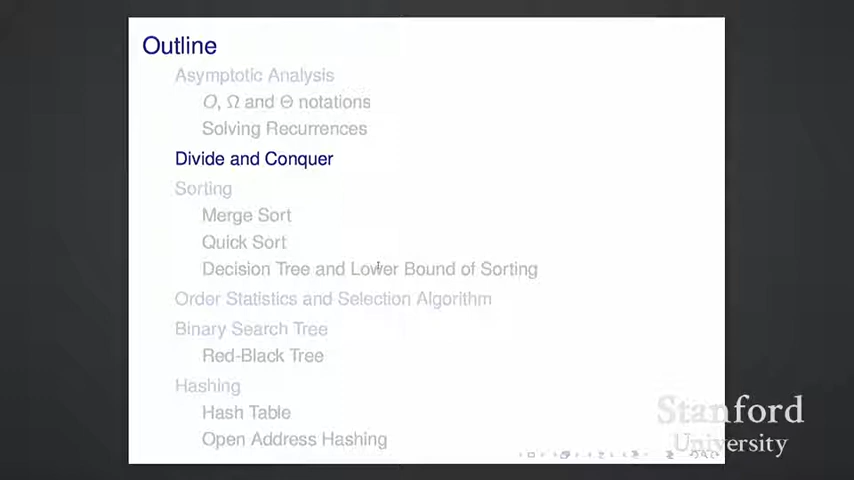 Outline
Asymptotic Analysis
O, Ω and Θ notations
Solving Recurrences
Divide and Conquer
Sorting
Merge Sort
Quick Sort
Decision Tree and Lower Bound of Sorting
Order Statistics and Selection Algorithm
Binary Search Tree
Red-Black Tree
Hashing
Hash Table
Open Address Hashing
Stanford
University